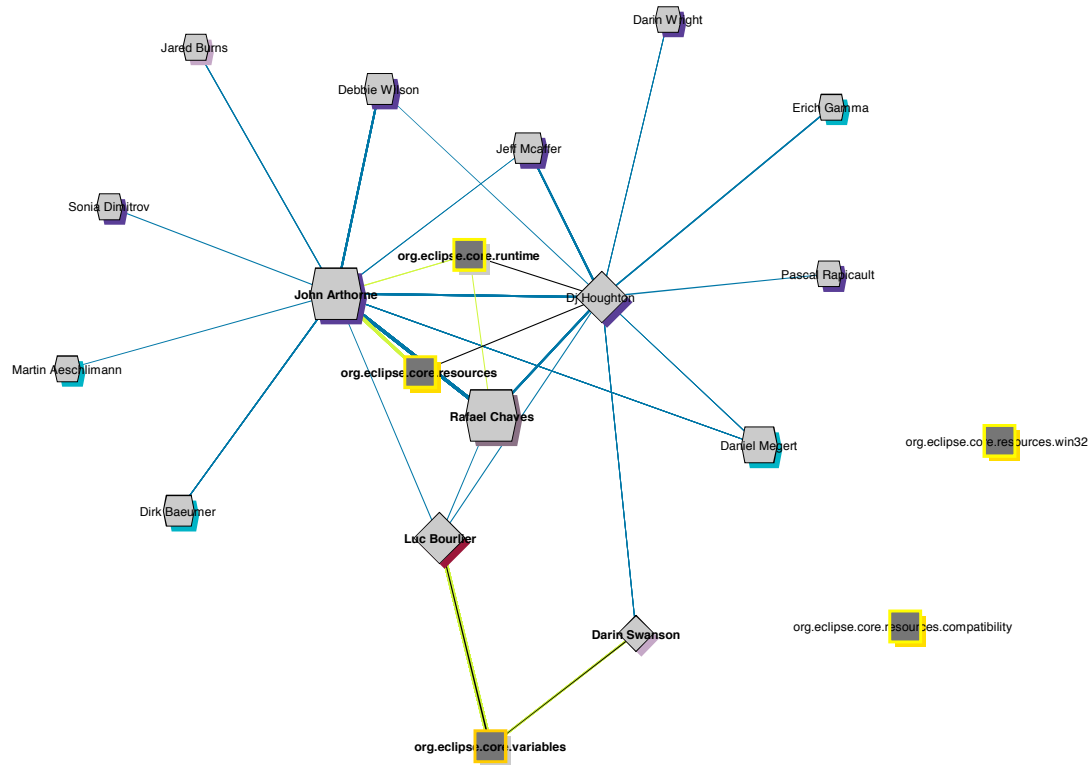 Darin Wright
Jared Burns
Debbie Wilson
Erich Gamma
Jeff Mcaffer
Sonia Dimitrov
org.eclipse.core.runtime
Pascal Rapicault
John Arthorne
Dj Houghton
Martin Aeschlimann
org.eclipse.core.resources
Rafael Chaves
org.eclipse.core.resources.win32
Daniel Megert
Dirk Baeumer
Luc Bourlier
org.eclipse.core.resources.compatibility
Darin Swanson
org.eclipse.core.variables